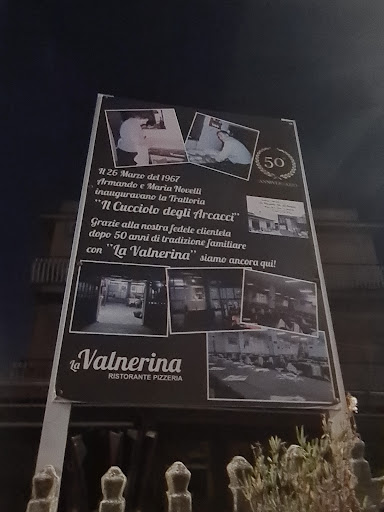 50
ANNIVERSARIO
Il 26 Marzo del 1967
Armando e Maria Novelli
inauguravano la Trattoria
"Il Cucciolo degli Arcacci"
Grazie alla nostra fedele clientela
dopo 50 anni di tradizione familiare
con "La Valnerina" siamo ancora qui!
La Valnerina
RISTORANTE PIZZERIA